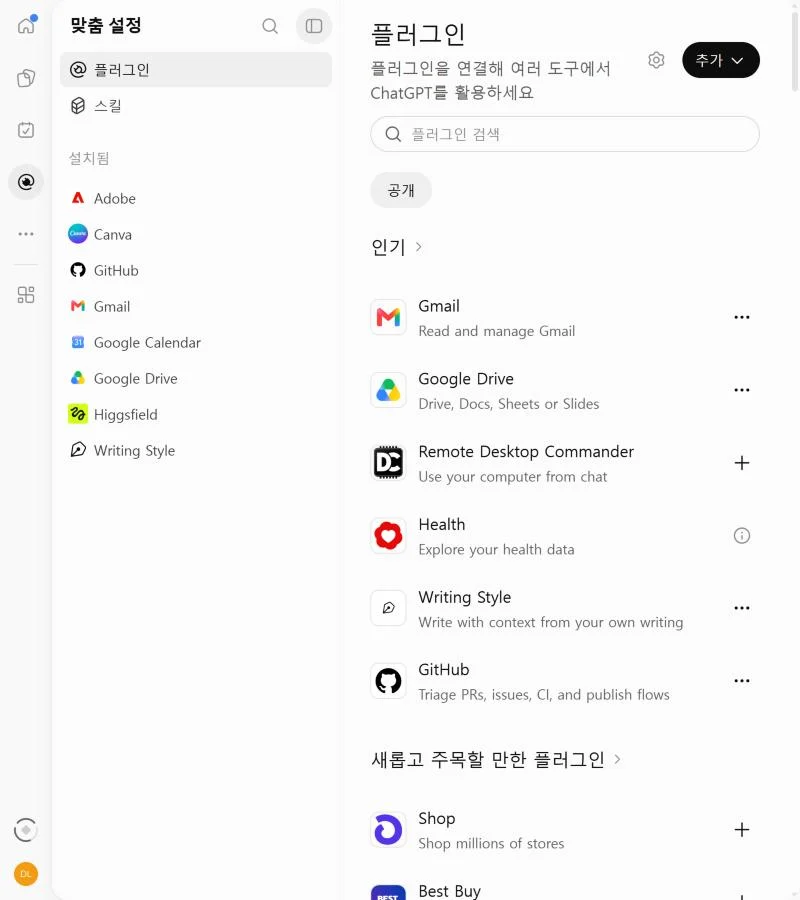 맞춤 설정
플러그인
스킬
설치됨
Adobe
Canva
GitHub
Gmail
31
Google Calendar
Google Drive
Higgsfield
Writing Style
DL
플러그인
플러그인을 연결해 여러 도구에서
ChatGPT를 활용하세요
추가
플러그인 검색
공개
인기
Gmail
Read and manage Gmail
Google Drive
Drive, Docs, Sheets or Slides
DC
Remote Desktop Commander
Use your computer from chat
Health
Explore your health data
Writing Style
Write with context from your own writing
GitHub
Triage PRs, issues, CI, and publish flows
새롭고 주목할 만한 플러그인
Shop
Shop millions of stores
BEST
Best Buy